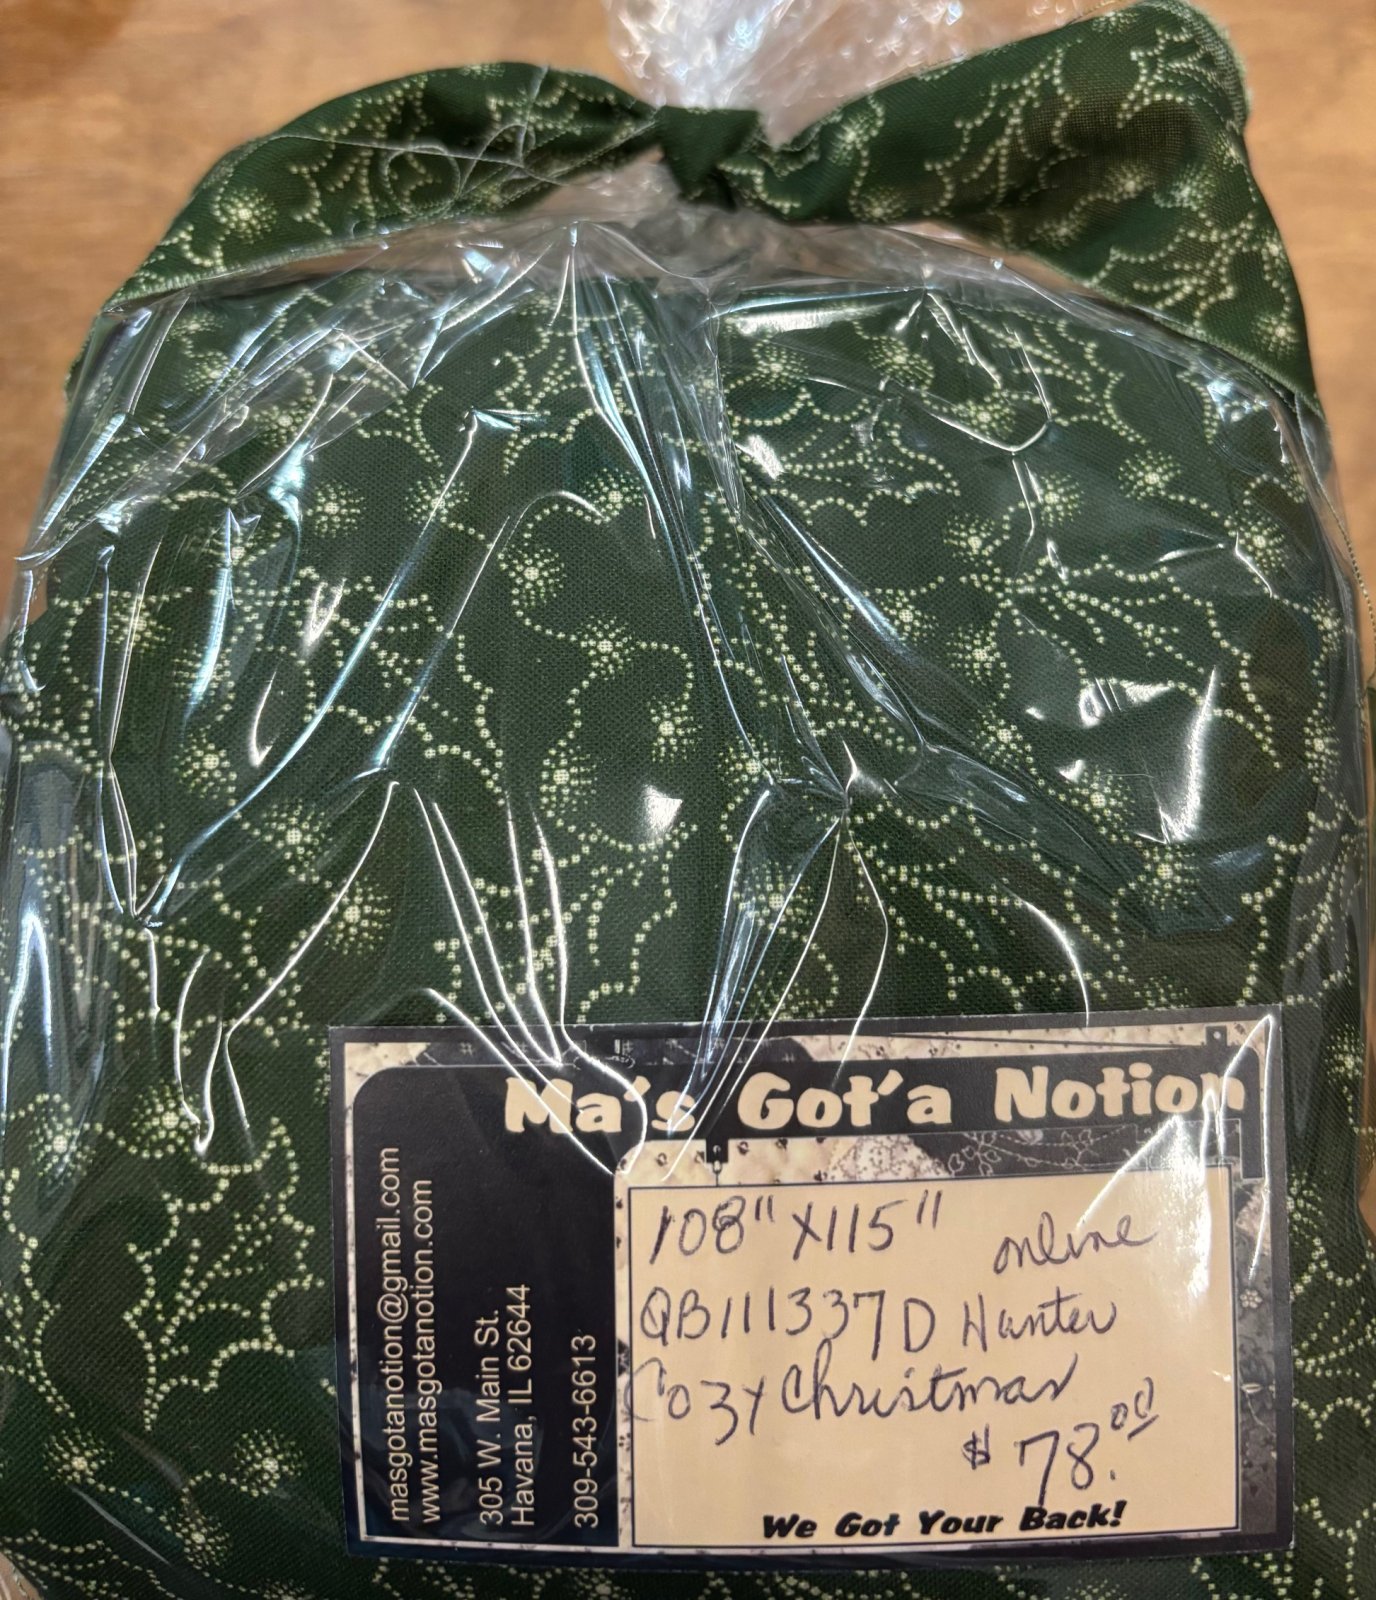 Ma's Got'a Notion
masgotanotion@gmail.com
www.masgotanotion.com
305 W. Main St.
Havana, IL 62644
309-543-6613
108" X115" online
QB111337D Hunter
Cozy Christmas
$ 78.00
We Got Your Back!